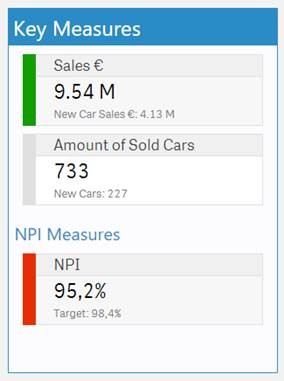 Key Measures
Sales €
9.54 M
New Car Sales €: 4.13 M
Amount of Sold Cars
733
New Cars: 227
NPI Measures
NPI
95,2%
Target: 98,4%